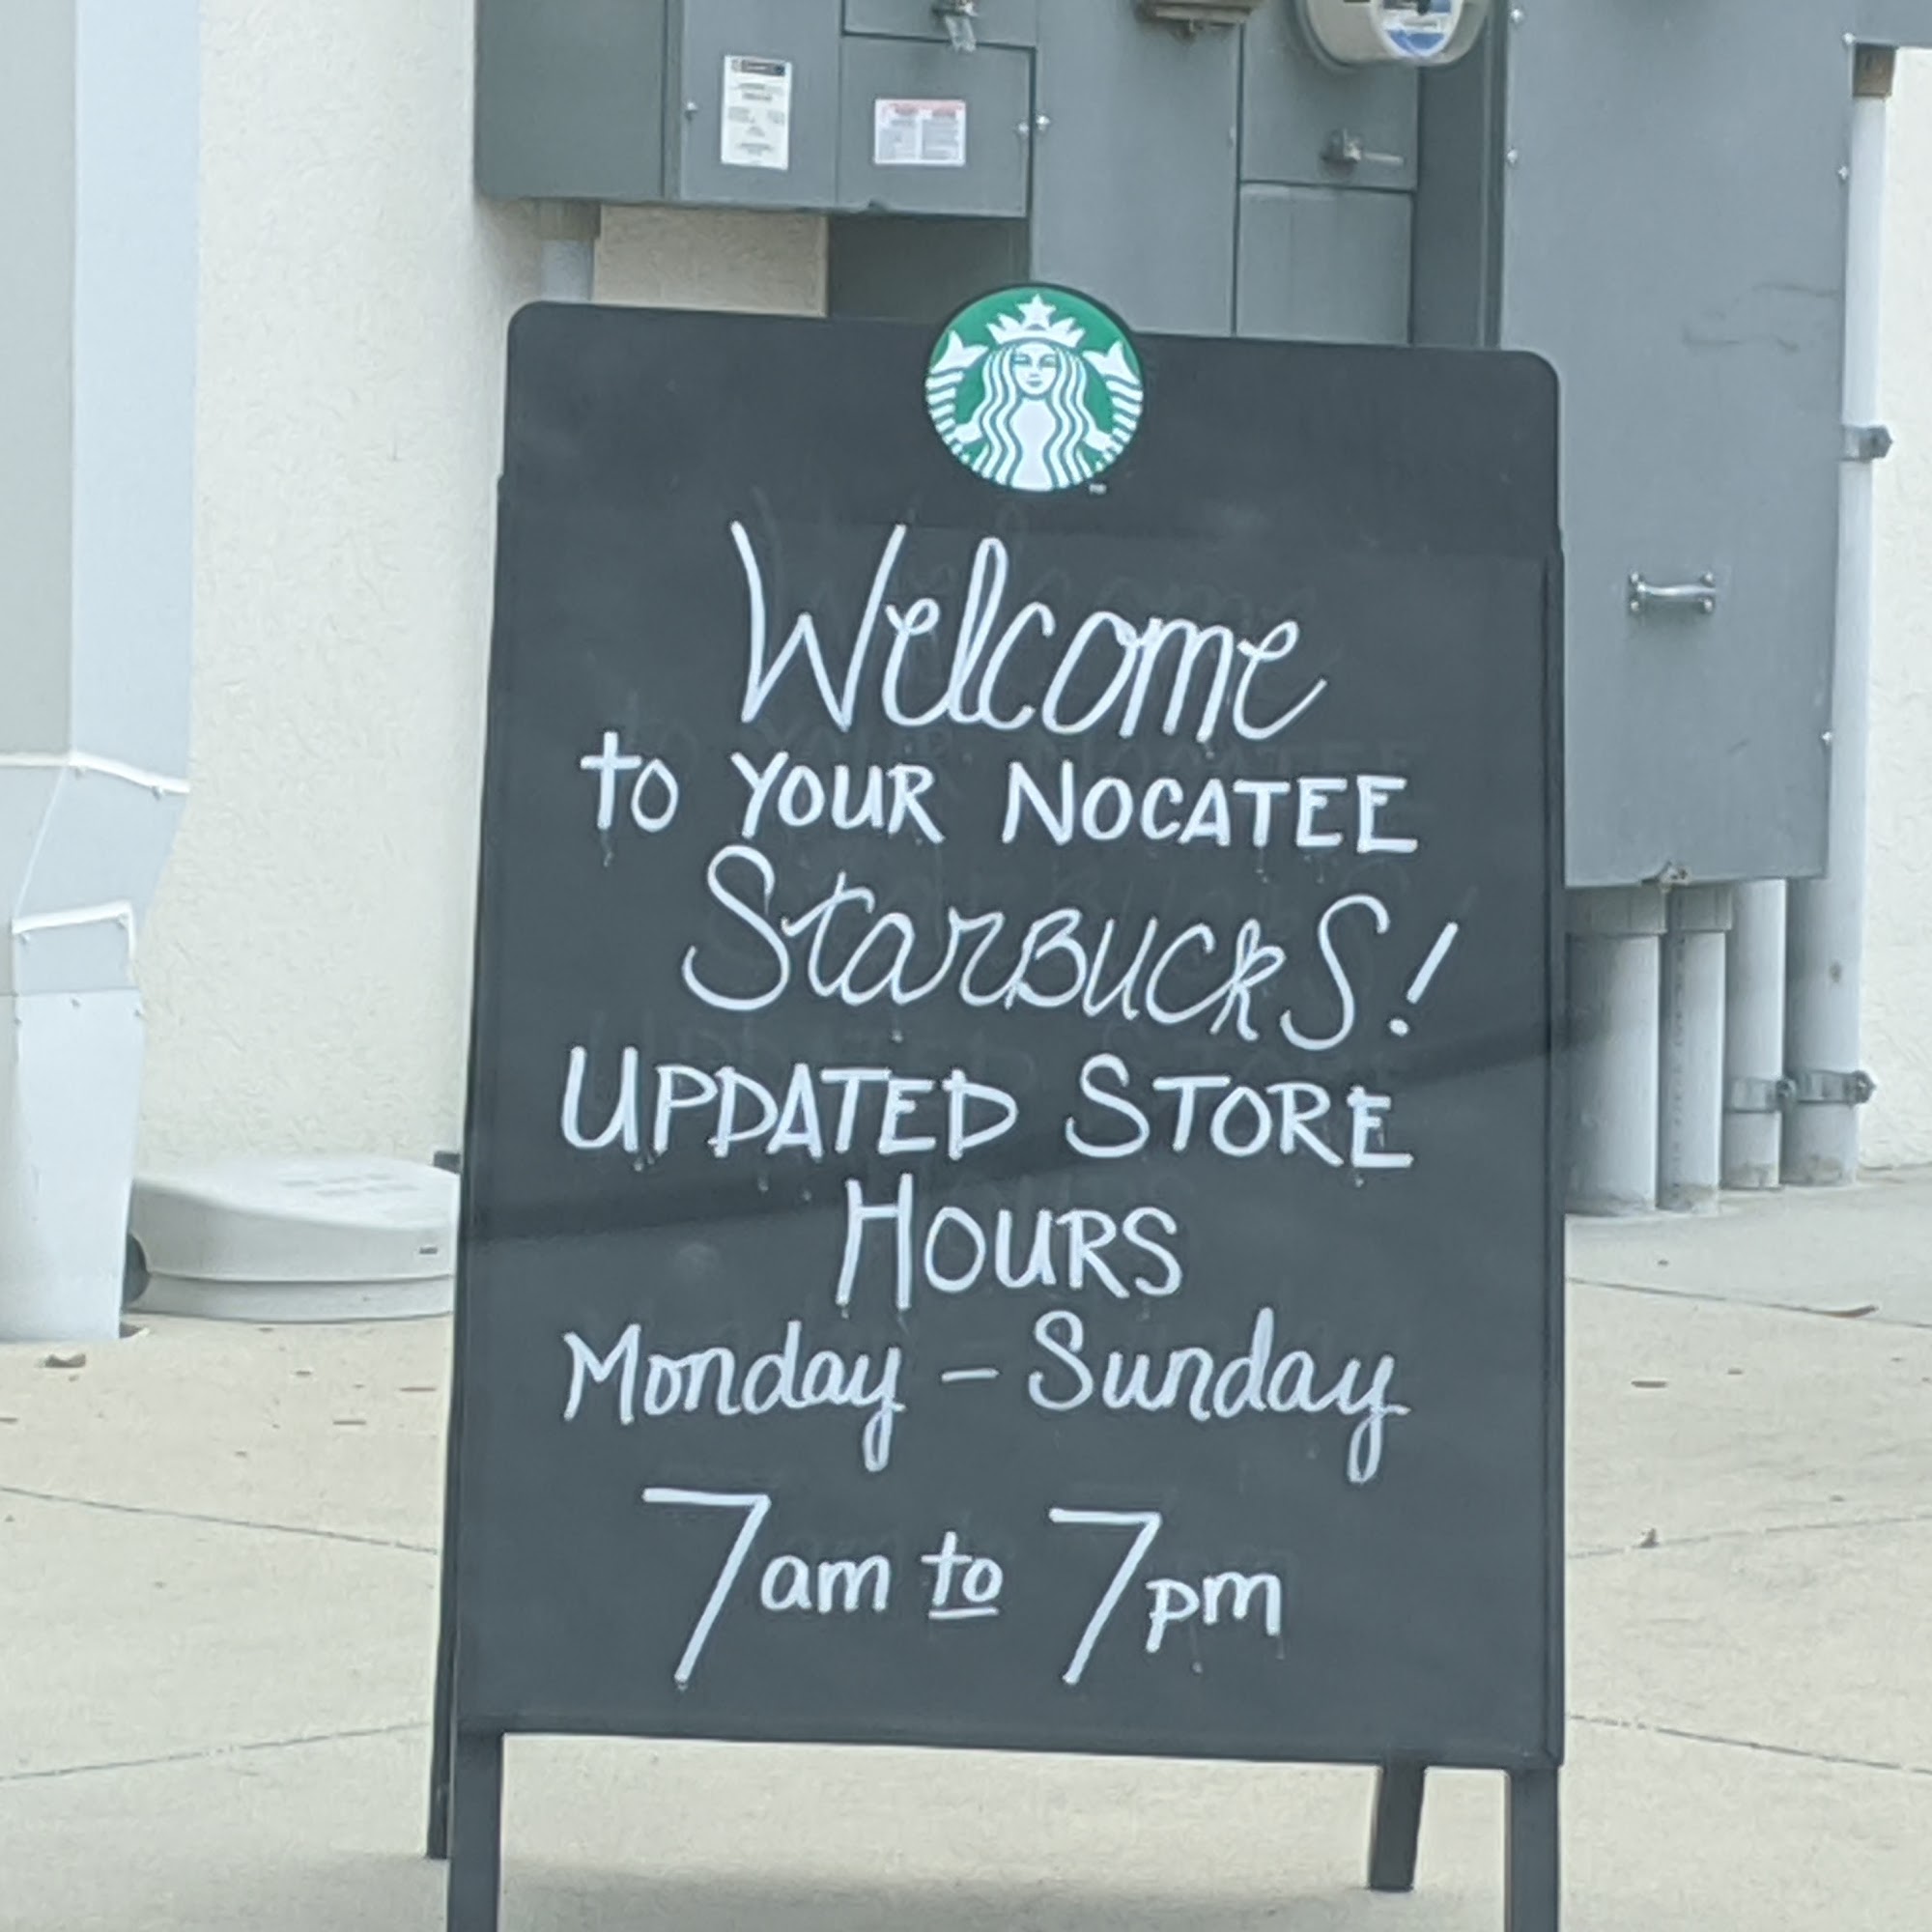 Welcome
to YOUR NOCATEE
StarBUCKS!
UPDATED STORE
HOURS
Monday – Sunday
7am to 7pm